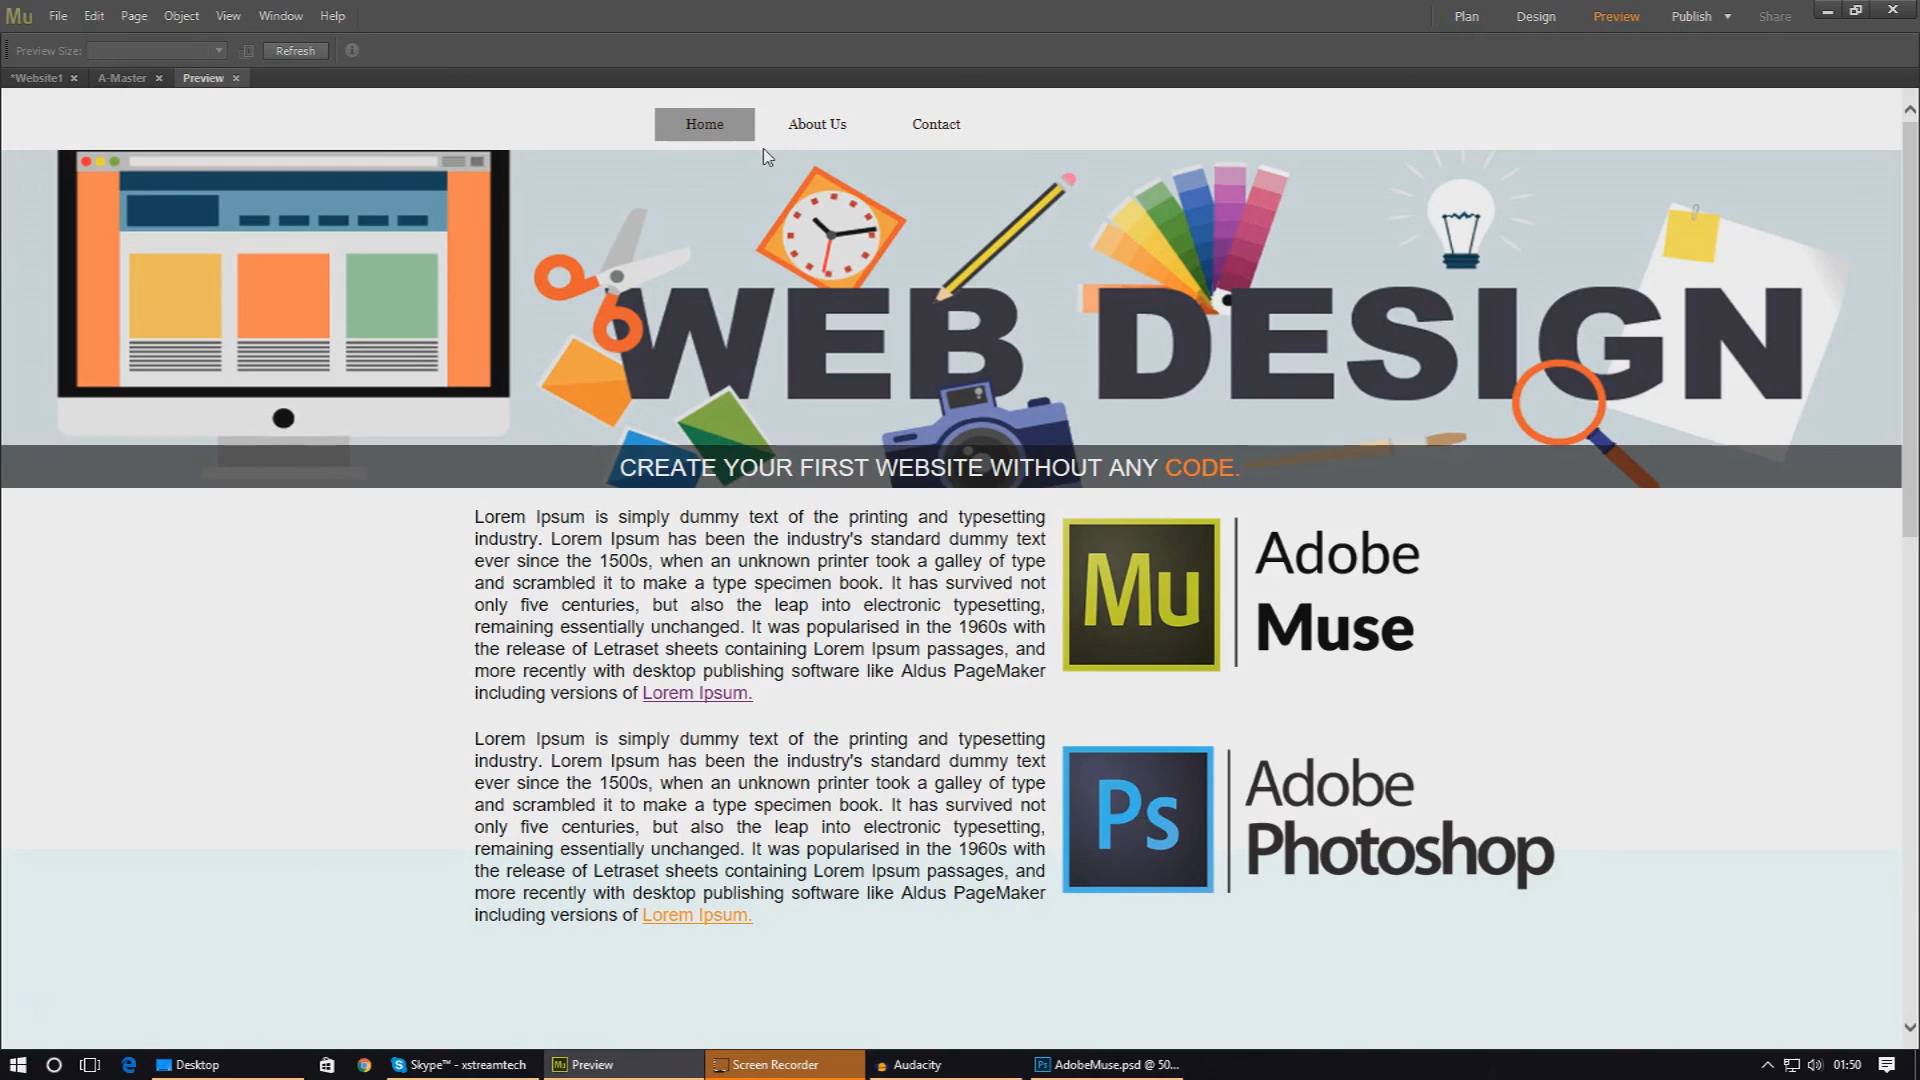 Mu File Edit Page Object View Window Help Plan Design Preview Publish Share
Preview Size: Refresh
*Website1 A-Master Preview
Home About Us Contact
WEB DESIGN
CREATE YOUR FIRST WEBSITE WITHOUT ANY CODE.
Lorem Ipsum is simply dummy text of the printing and typesetting
industry. Lorem Ipsum has been the industry's standard dummy text
ever since the 1500s, when an unknown printer took a galley of type
and scrambled it to make a type specimen book. It has survived not
only five centuries, but also the leap into electronic typesetting,
remaining essentially unchanged. It was popularised in the 1960s with
the release of Letraset sheets containing Lorem Ipsum passages, and
more recently with desktop publishing software like Aldus PageMaker
including versions of Lorem Ipsum.
Mu
Adobe
Muse
Lorem Ipsum is simply dummy text of the printing and typesetting
industry. Lorem Ipsum has been the industry's standard dummy text
ever since the 1500s, when an unknown printer took a galley of type
and scrambled it to make a type specimen book. It has survived not
only five centuries, but also the leap into electronic typesetting,
remaining essentially unchanged. It was popularised in the 1960s with
the release of Letraset sheets containing Lorem Ipsum passages, and
more recently with desktop publishing software like Aldus PageMaker
including versions of Lorem Ipsum.
Ps
Adobe
Photoshop
Desktop Skype™ - xstreamtech Mu Preview Screen Recorder Audacity Ps AdobeMuse.psd @ 50... 01:50